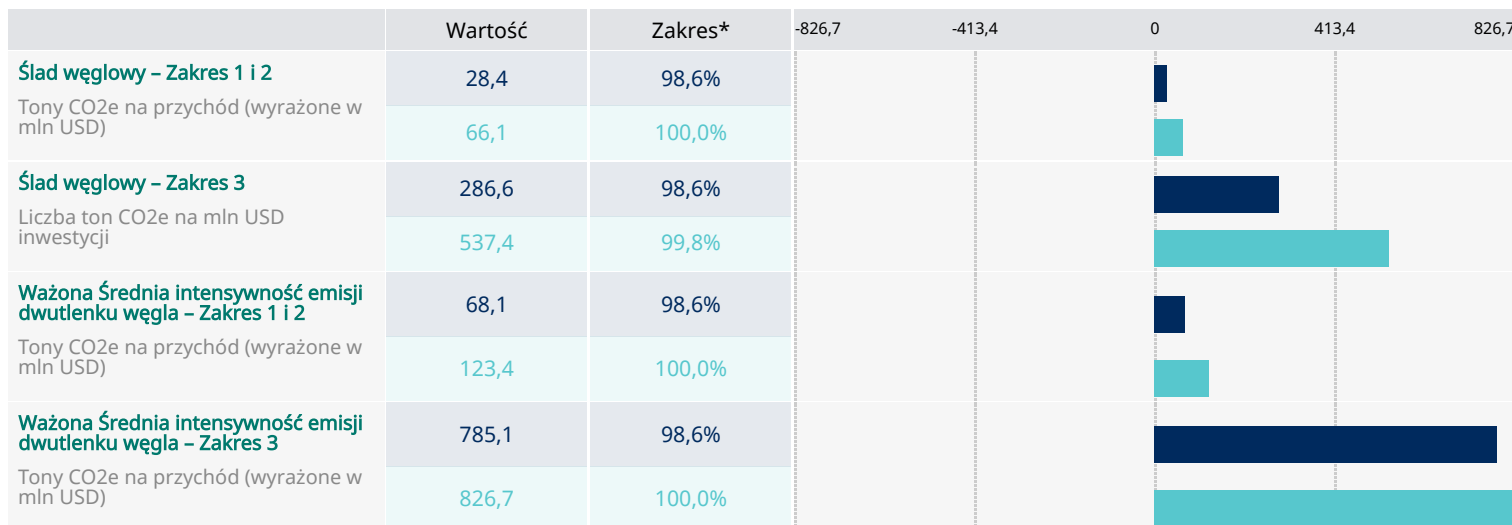 Wartość Zakres* -826,7 -413,4 0 413,4 826,7
Ślad węglowy – Zakres 1 i 2
Tony CO2e na przychód (wyrażone w
mln USD)
28,4 98,6%
66,1 100,0%
Ślad węglowy – Zakres 3
Liczba ton CO2e na mln USD
inwestycji
286,6 98,6%
537,4 99,8%
Ważona Średnia intensywność emisji
dwutlenku węgla – Zakres 1 i 2
Tony CO2e na przychód (wyrażone w
mln USD)
68,1 98,6%
123,4 100,0%
Ważona Średnia intensywność emisji
dwutlenku węgla – Zakres 3
Tony CO2e na przychód (wyrażone w
mln USD)
785,1 98,6%
826,7 100,0%